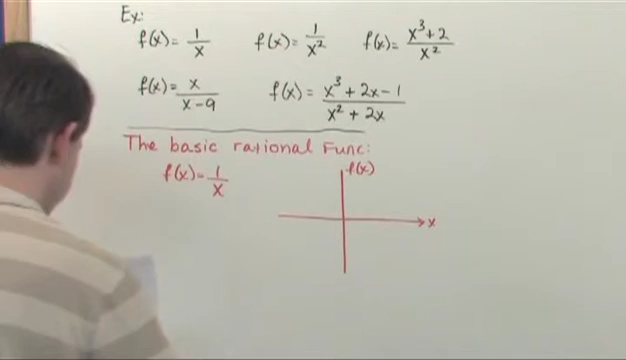 Ex:
f(x)= 1/x f(x)= 1/x² f(x)= x³+2/x²
f(x)= x/x-9 f(x)= x³+2x-1/x²+2x
The basic rational Func:
f(x)= 1/x
f(x)
x